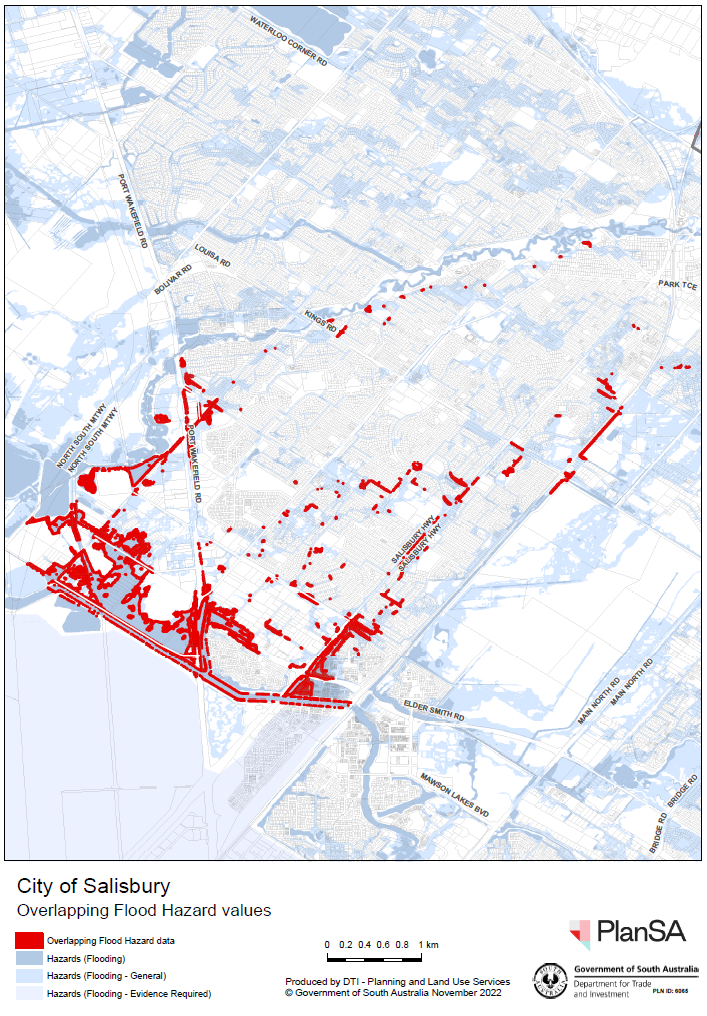 WATERLOO CORNER RD
PORT WAKEFIELD RD
LOUISA RD
BOLIVAR RD
PARK TCE
KINGS RD
NORTH SOUTH MTWY
NORTH SOUTH MTWY
PORT WAKEFIELD RD
SALISBURY HWY
SALISBURY HWY
MAIN NORTH RD
MAIN NORTH RD
ELDER SMITH RD
MAWSON LAKES BVD
BRIDGE RD
BRIDGE RD
City of Salisbury
Overlapping Flood Hazard values
Overlapping Flood Hazard data
Hazards (Flooding)
Hazards (Flooding - General)
Hazards (Flooding - Evidence Required)
0 0.2 0.4 0.6 0.8 1 km
Produced by DTI - Planning and Land Use Services
© Government of South Australia November 2022
PlanSA
Government of South Australia
Department for Trade
and Investment
PLN ID: 6065